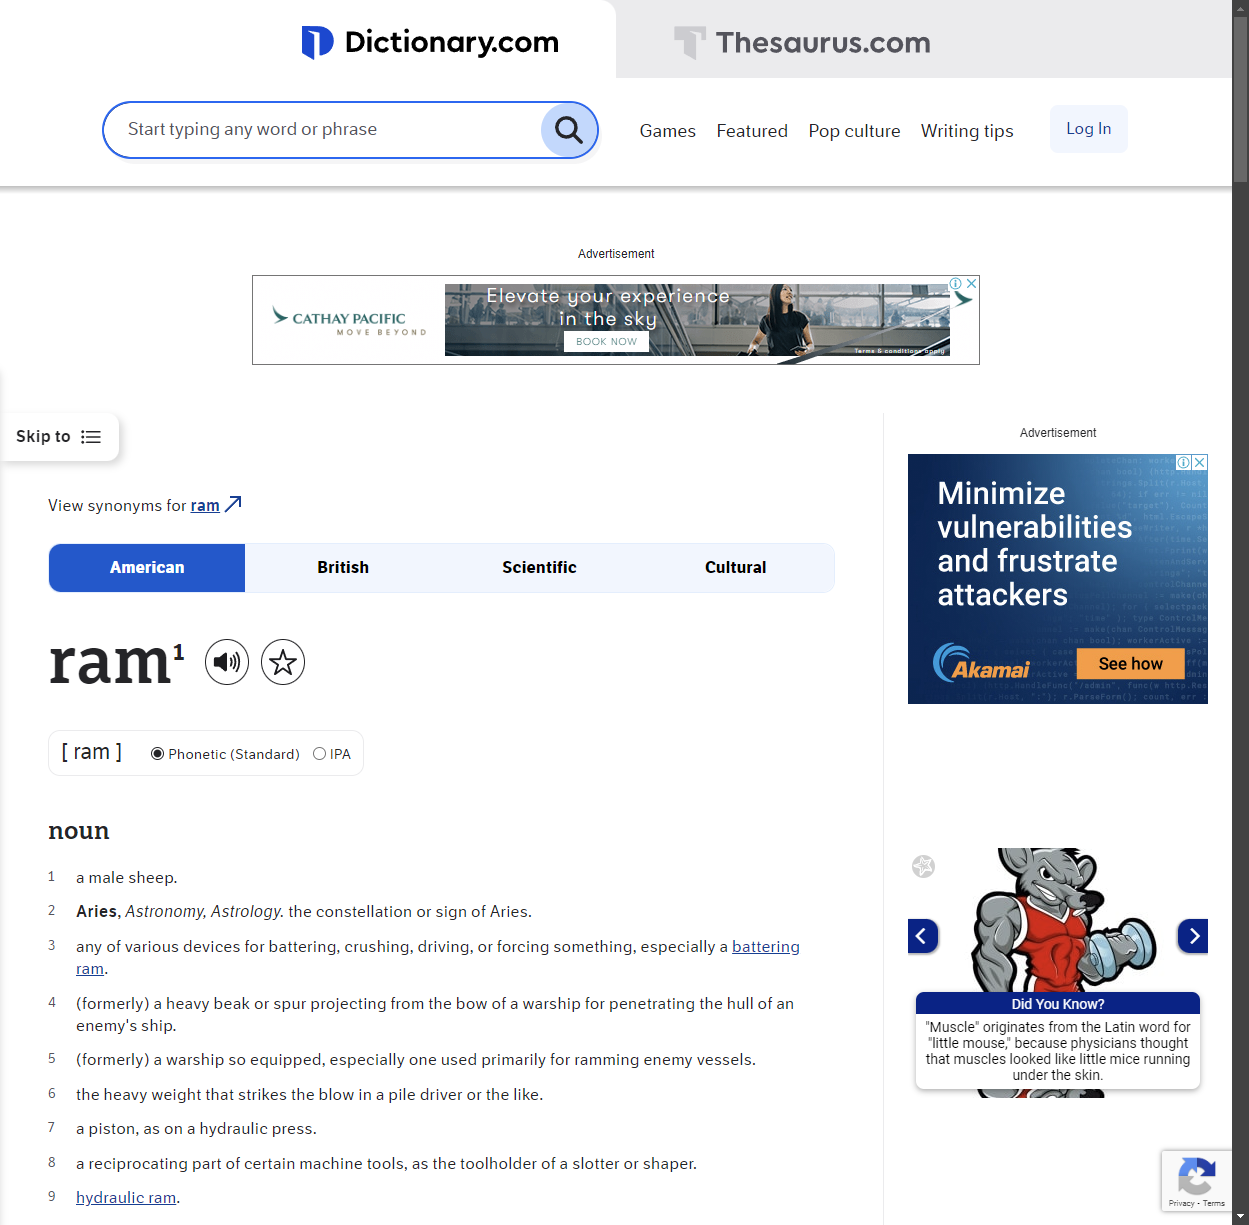 Dictionary.com
Thesaurus.com
Start typing any word or phrase
Games Featured Pop culture Writing tips Log In
Advertisement
CATHAY PACIFIC
MOVE BEYOND
Elevate your experience
in the sky
BOOK NOW
Terms & conditions apply
Skip to
View synonyms for ram
American British Scientific Cultural
ram1
[ ram ] Phonetic (Standard) IPA
noun
1 a male sheep.
2 Aries, Astronomy, Astrology. the constellation or sign of Aries.
3 any of various devices for battering, crushing, driving, or forcing something, especially a battering
ram.
4 (formerly) a heavy beak or spur projecting from the bow of a warship for penetrating the hull of an
enemy's ship.
5 (formerly) a warship so equipped, especially one used primarily for ramming enemy vessels.
6 the heavy weight that strikes the blow in a pile driver or the like.
7 a piston, as on a hydraulic press.
8 a reciprocating part of certain machine tools, as the toolholder of a slotter or shaper.
9 hydraulic ram.
Advertisement
Minimize
vulnerabilities
and frustrate
attackers
Akamai
See how
Did You Know?
"Muscle" originates from the Latin word for
"little mouse," because physicians thought
that muscles looked like little mice running
under the skin.
Privacy - Terms